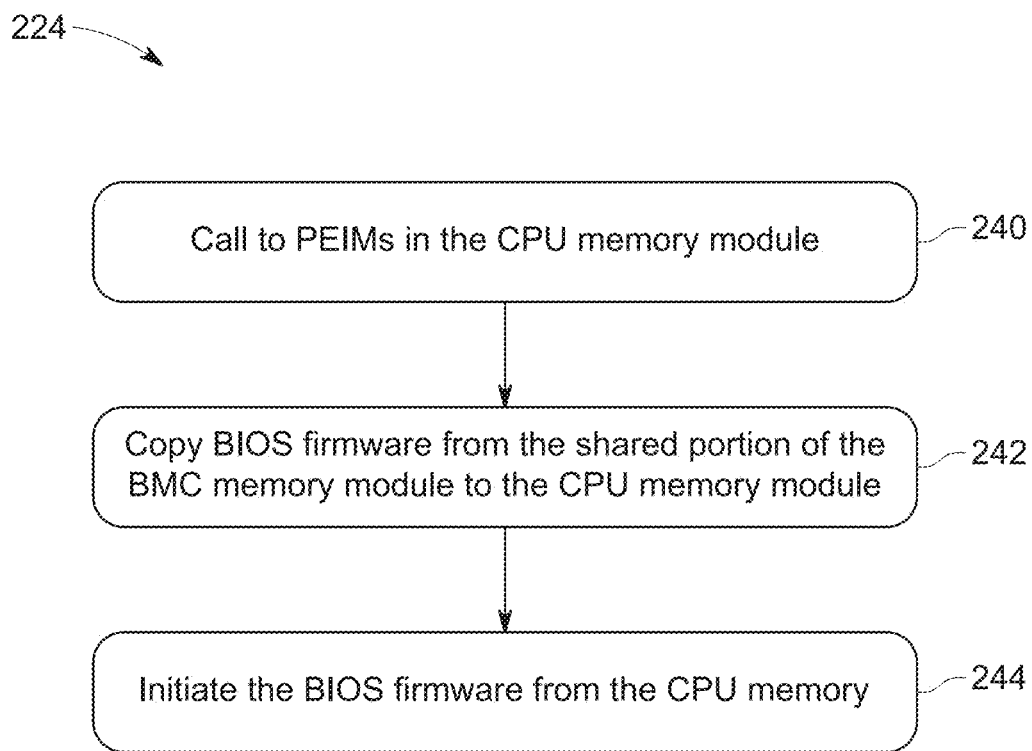 224
Call to PEIMs in the CPU memory module
240
Copy BIOS firmware from the shared portion of the
BMC memory module to the CPU memory module
242
Initiate the BIOS firmware from the CPU memory
244